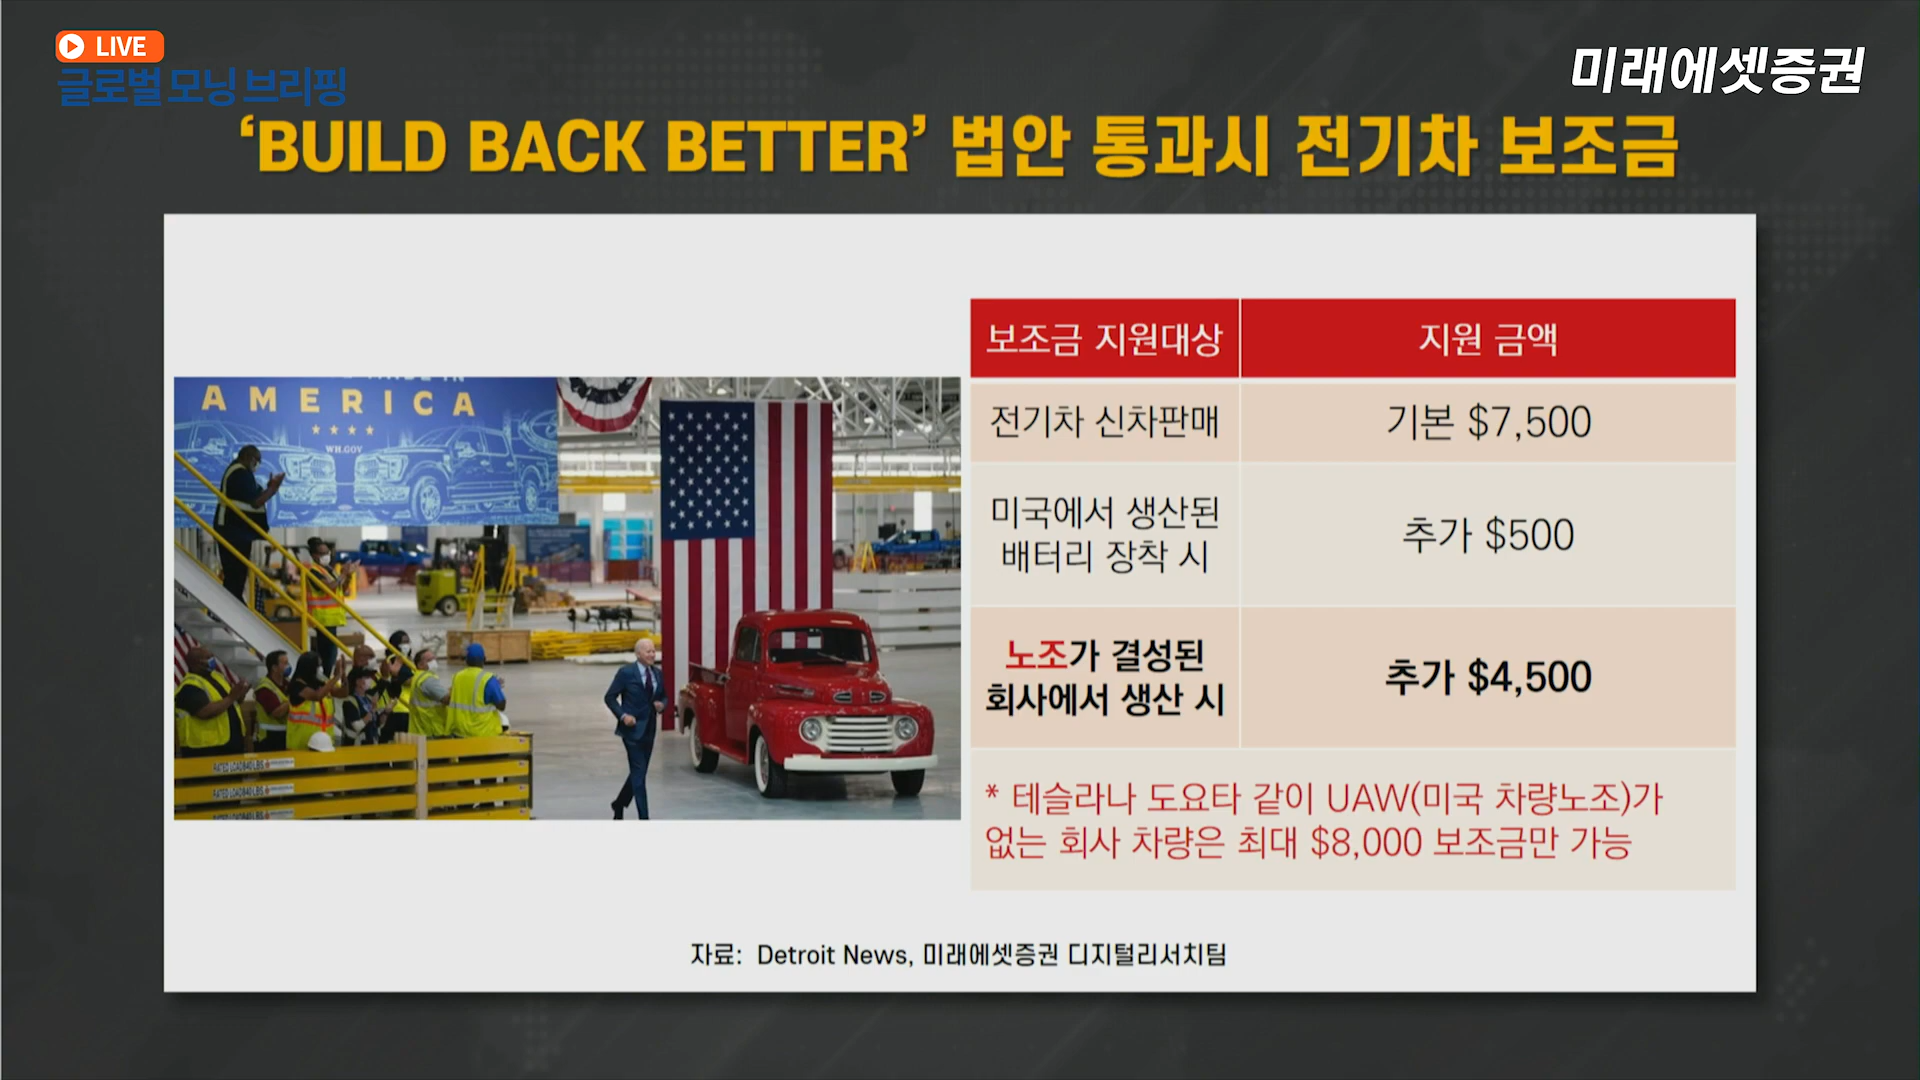 LIVE
글로벌 모닝 브리핑
미래에셋증권
‘BUILD BACK BETTER’ 법안 통과시 전기차 보조금
AMERICA
WH.GOV
보조금 지원대상
지원 금액
전기차 신차판매
기본 $7,500
미국에서 생산된
배터리 장착 시
추가 $500
노조가 결성된
회사에서 생산 시
추가 $4,500
* 테슬라나 도요타 같이 UAW(미국 차량노조)가
없는 회사 차량은 최대 $8,000 보조금만 가능
자료: Detroit News, 미래에셋증권 디지털리서치팀